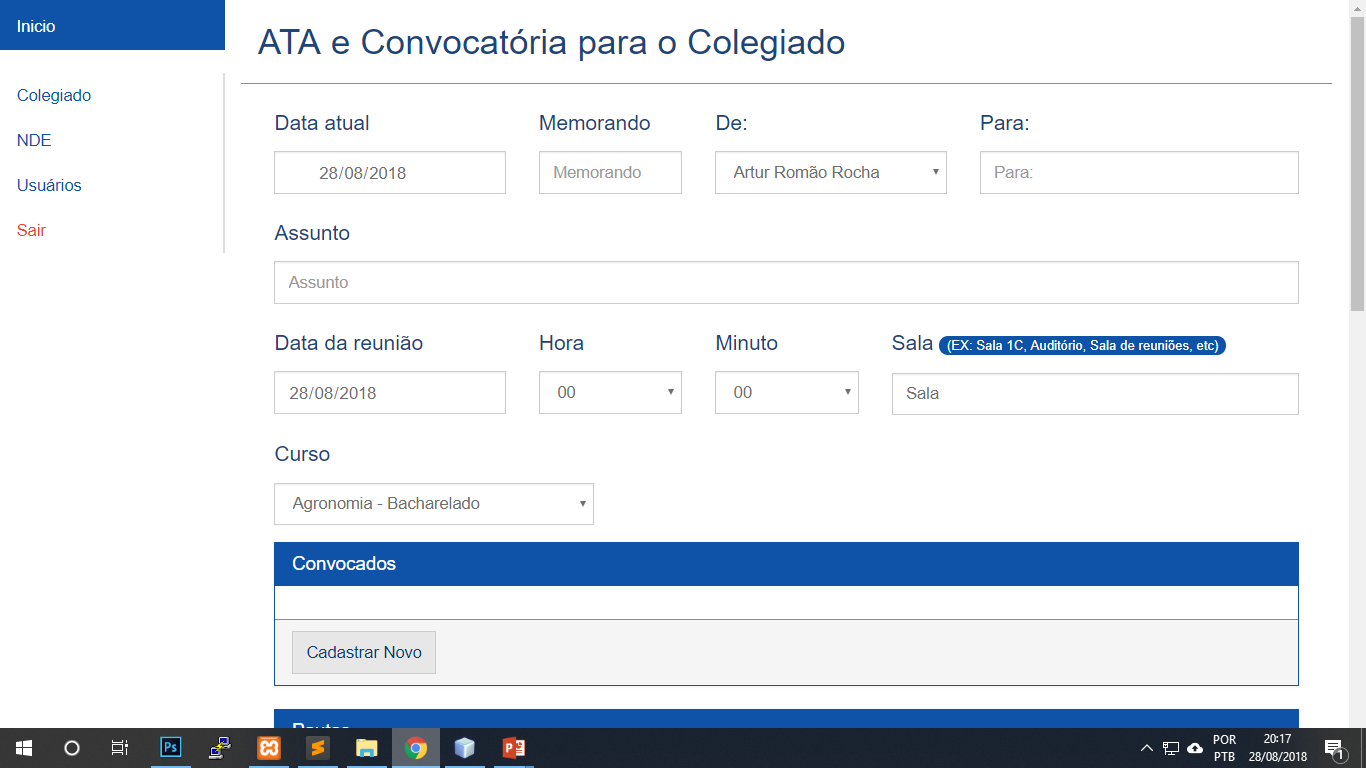 Inicio
Colegiado
NDE
Usuários
Sair
ATA e Convocatória para o Colegiado
Data atual Memorando De: Para:
28/08/2018 Memorando Artur Romão Rocha Para:
Assunto
Assunto
Data da reunião Hora Minuto Sala (EX: Sala 1C, Auditório, Sala de reuniões, etc)
28/08/2018 00 00 Sala
Curso
Agronomia - Bacharelado
Convocados
Cadastrar Novo
Ps
POR 20:17
PTB 28/08/2018 1